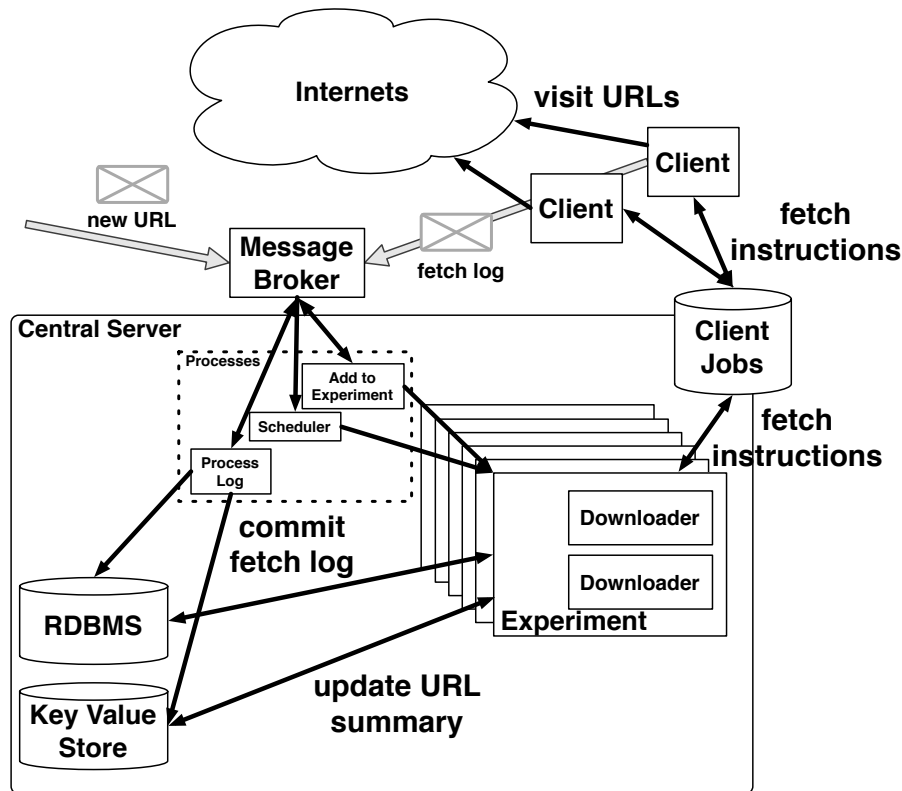 Internets
visit URLs
Client
Client
new URL
fetch log
Message
Broker
fetch
instructions
Central Server
Client
Jobs
Processes
Add to
Experiment
Scheduler
Process
Log
fetch
instructions
commit
fetch log
Downloader
Downloader
Experiment
RDBMS
update URL
summary
Key Value
Store